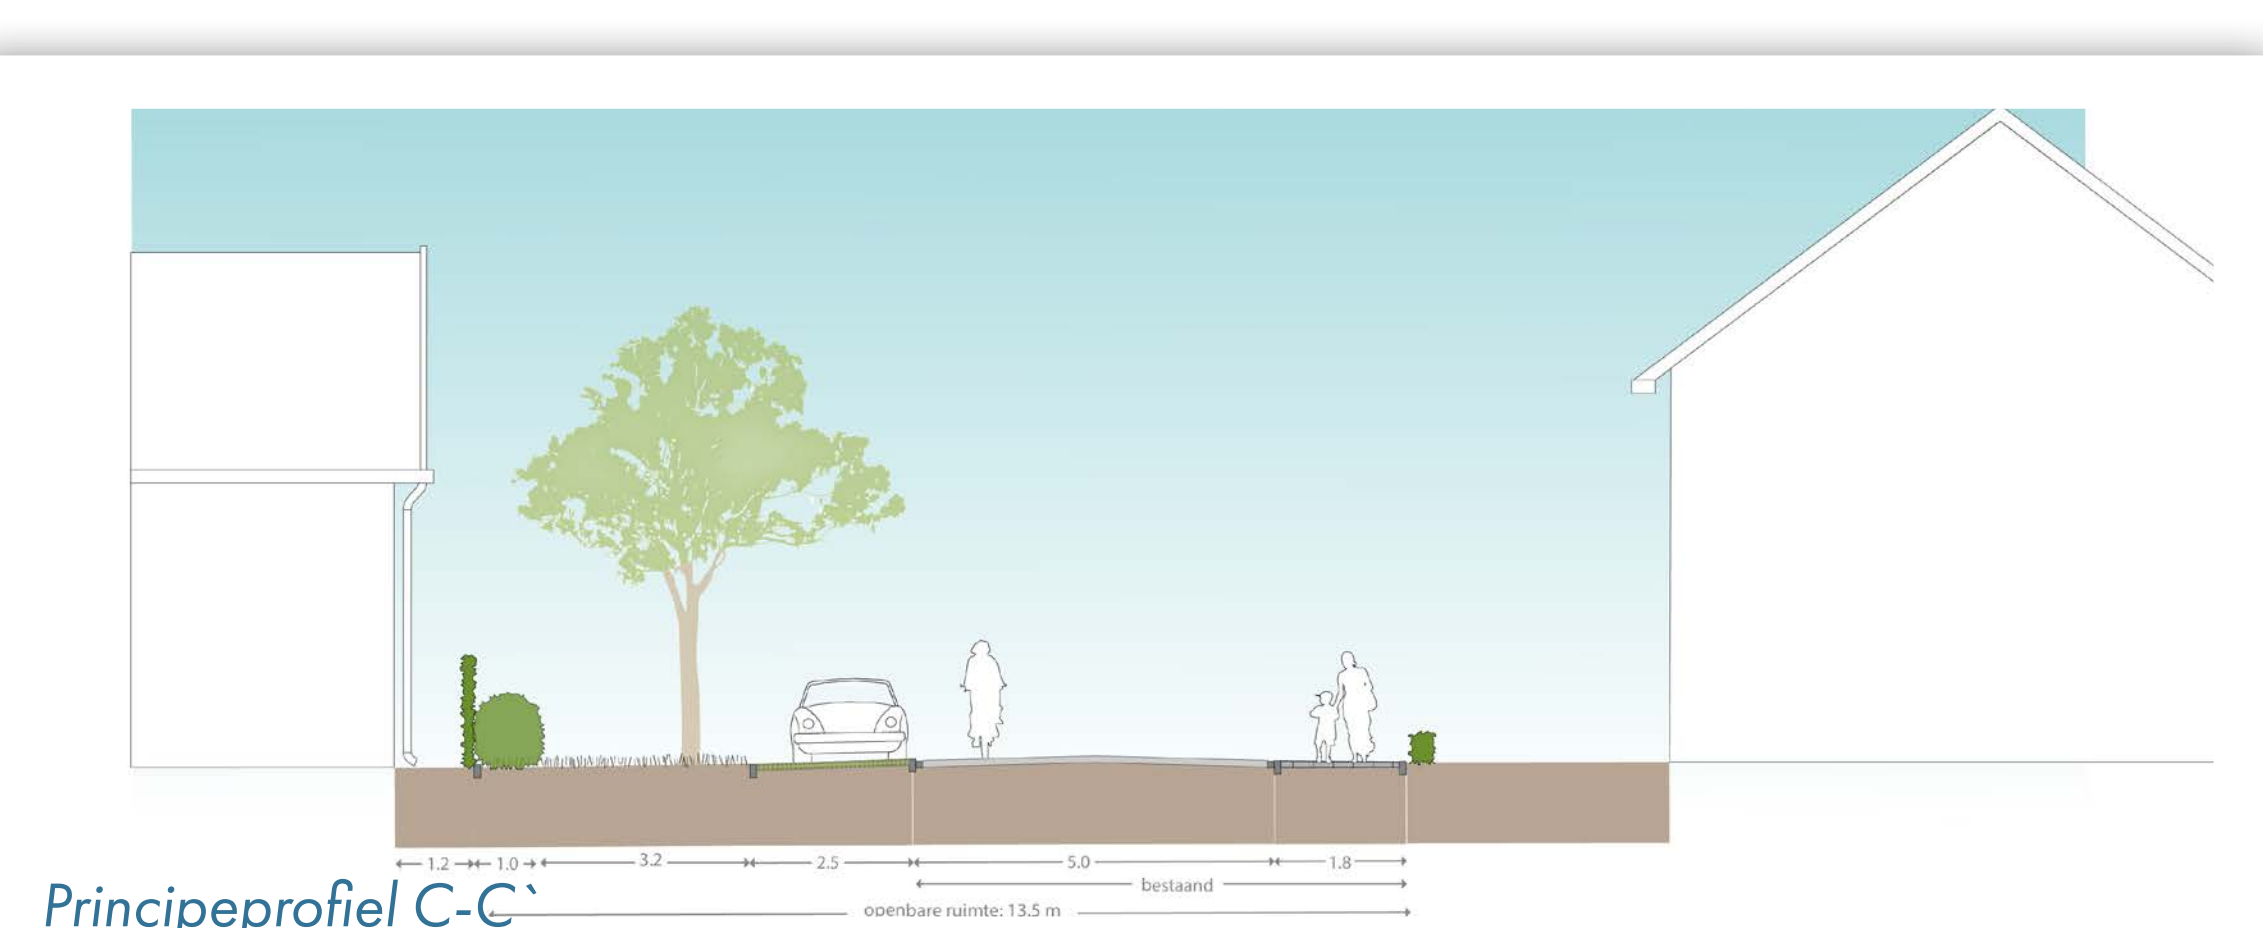 1.2 1.0 3.2 2.5 5.0 1.8
bestaand
Principeprofiel C-C`
openbare ruimte: 13.5 m